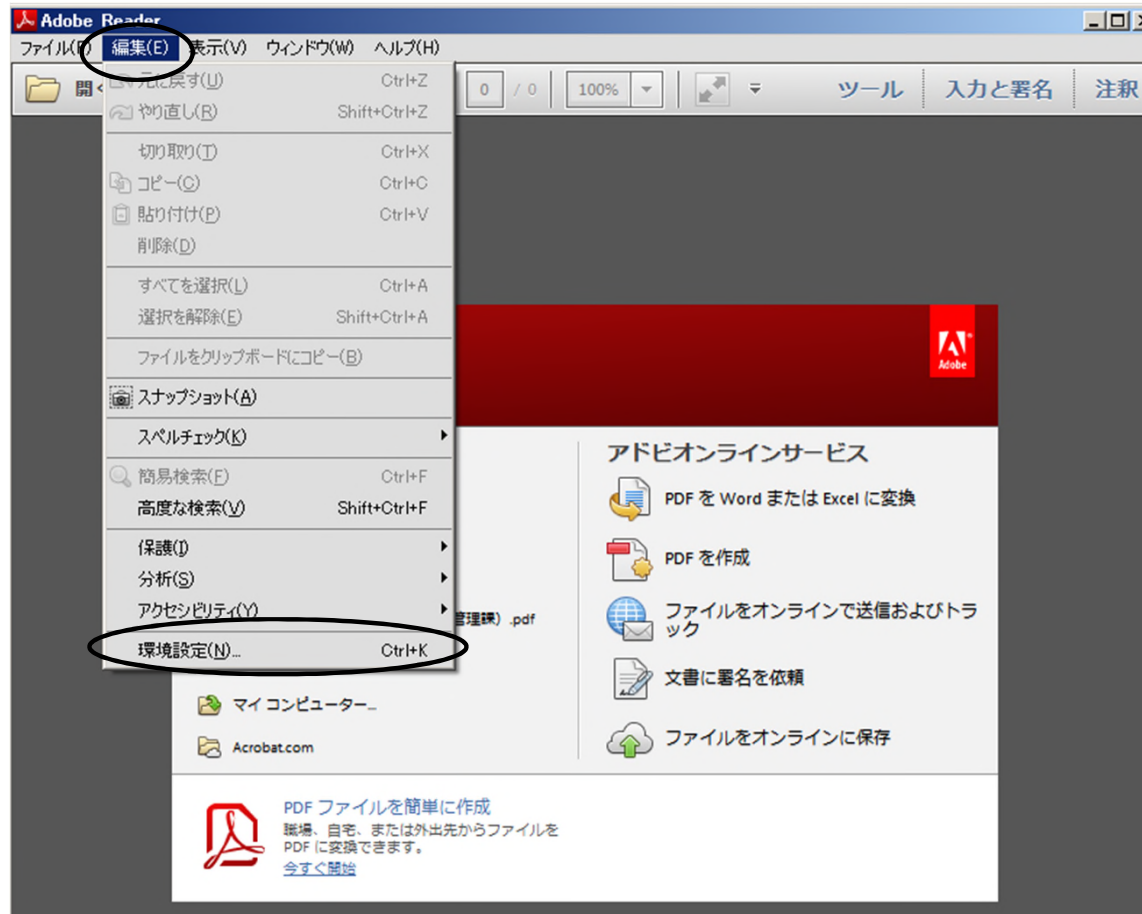 Adobe Reader
ファイル(F) 編集(E) 表示(V) ウィンドウ(W) ヘルプ(H)
開く
0 / 0
100%
ツール
入力と署名
注釈
元に戻す(U) Ctrl+Z
やり直し(R) Shift+Ctrl+Z
切り取り(T) Ctrl+X
コピー(C) Ctrl+C
貼り付け(P) Ctrl+V
削除(D)
すべてを選択(L) Ctrl+A
選択を解除(E) Shift+Ctrl+A
ファイルをクリップボードにコピー(B)
スナップショット(A)
スペルチェック(K)
簡易検索(F) Ctrl+F
高度な検索(V) Shift+Ctrl+F
保護(I)
分析(S)
アクセシビリティ(Y)
環境設定(N)... Ctrl+K
管理課）.pdf
マイ コンピューター...
Acrobat.com
Adobe
アドビオンラインサービス
PDF を Word または Excel に変換
PDF を作成
ファイルをオンラインで送信およびトラ
ック
文書に署名を依頼
ファイルをオンラインに保存
PDF ファイルを簡単に作成
職場、自宅、または外出先からファイルを
PDF に変換できます。
今すぐ開始